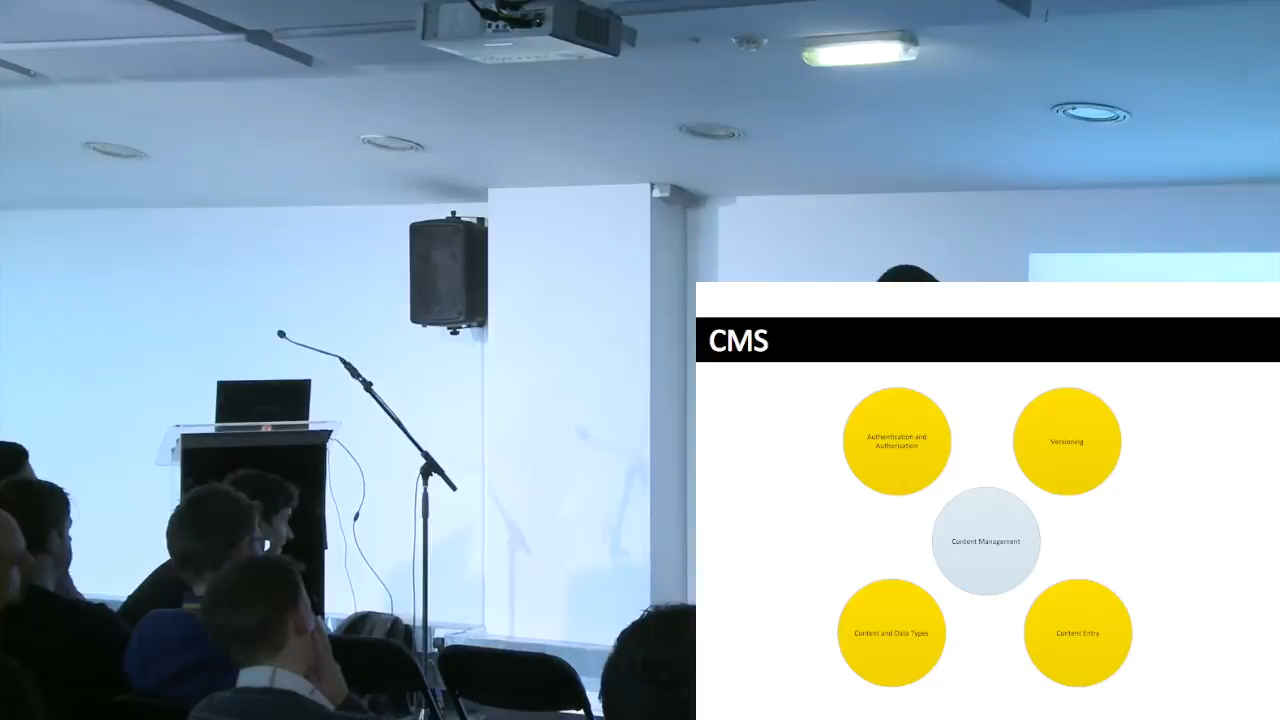 CMS
Authentication and
Authorisation
Versioning
Content Management
Content and Data Types
Content Entry